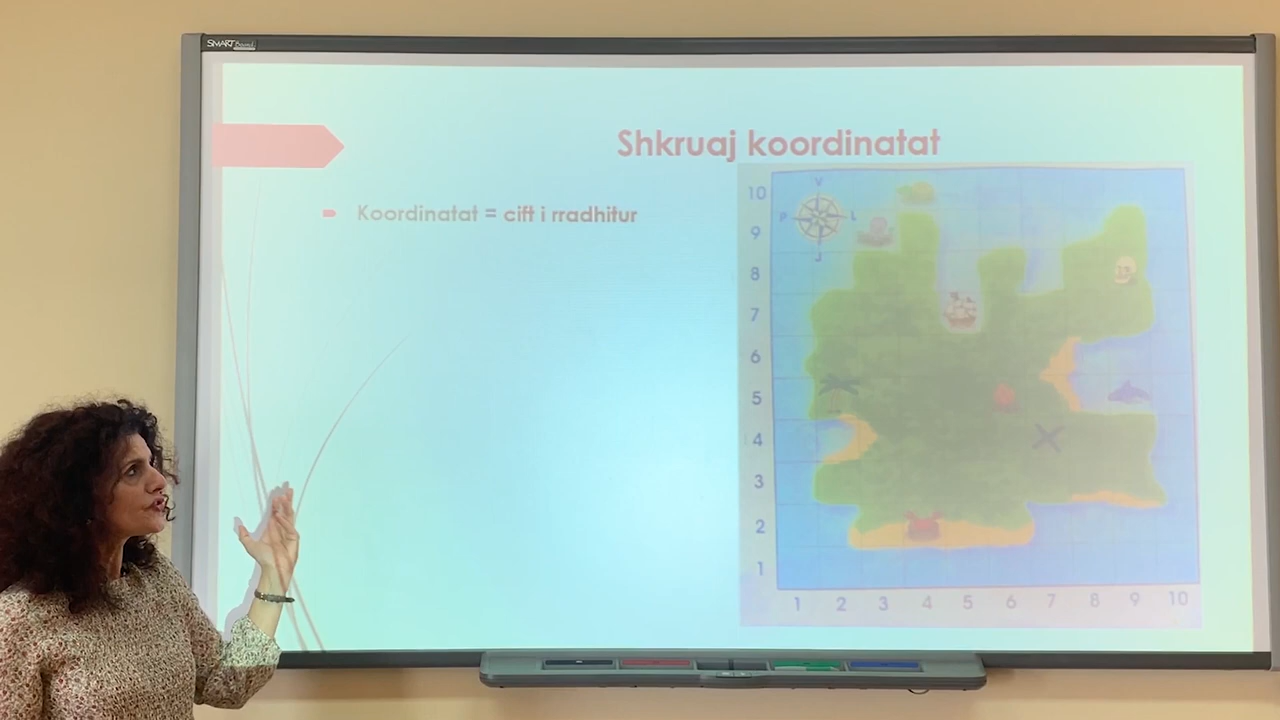 SMART Board
Shkruaj koordinatat
Koordinatat = cift i rradhitur
V
P L
J
10
9
8
7
6
5
4
3
2
1
1 2 3 4 5 6 7 8 9 10